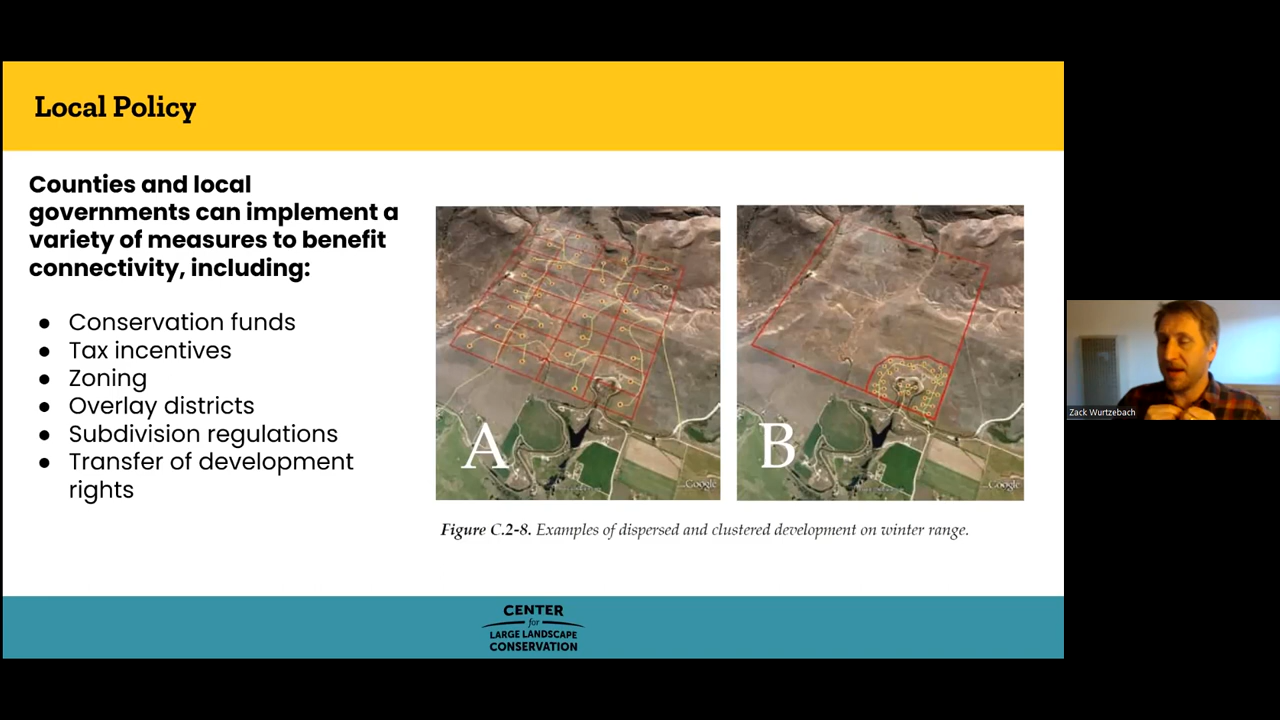 Local Policy
Counties and local
governments can implement a
variety of measures to benefit
connectivity, including:
● Conservation funds
● Tax incentives
● Zoning
● Overlay districts
● Subdivision regulations
● Transfer of development
rights
A
Google
B
Google
Figure C.2-8. Examples of dispersed and clustered development on winter range.
CENTER
for
LARGE LANDSCAPE
CONSERVATION
Zack Wurtzebach